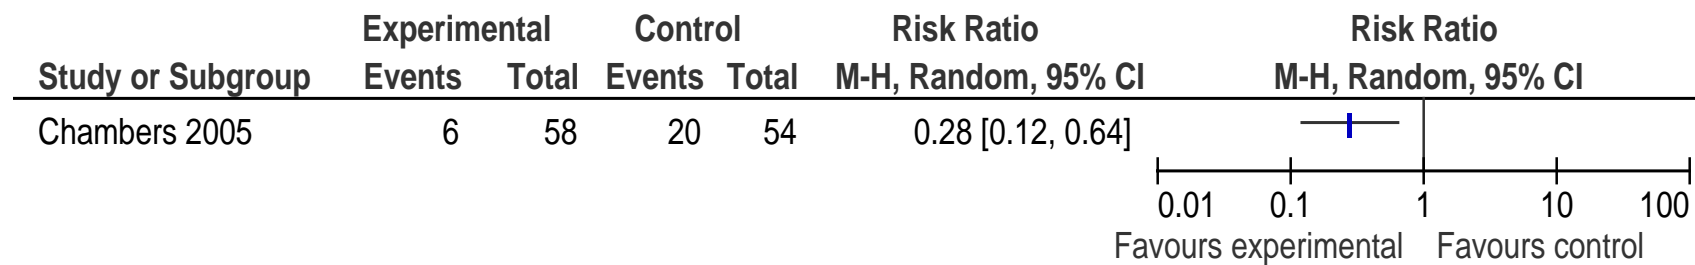 Experimental Control Risk Ratio Risk Ratio
Study or Subgroup Events Total Events Total M-H, Random, 95% CI M-H, Random, 95% CI
Chambers 2005 6 58 20 54 0.28 [0.12, 0.64]
0.01 0.1 1 10 100
Favours experimental Favours control